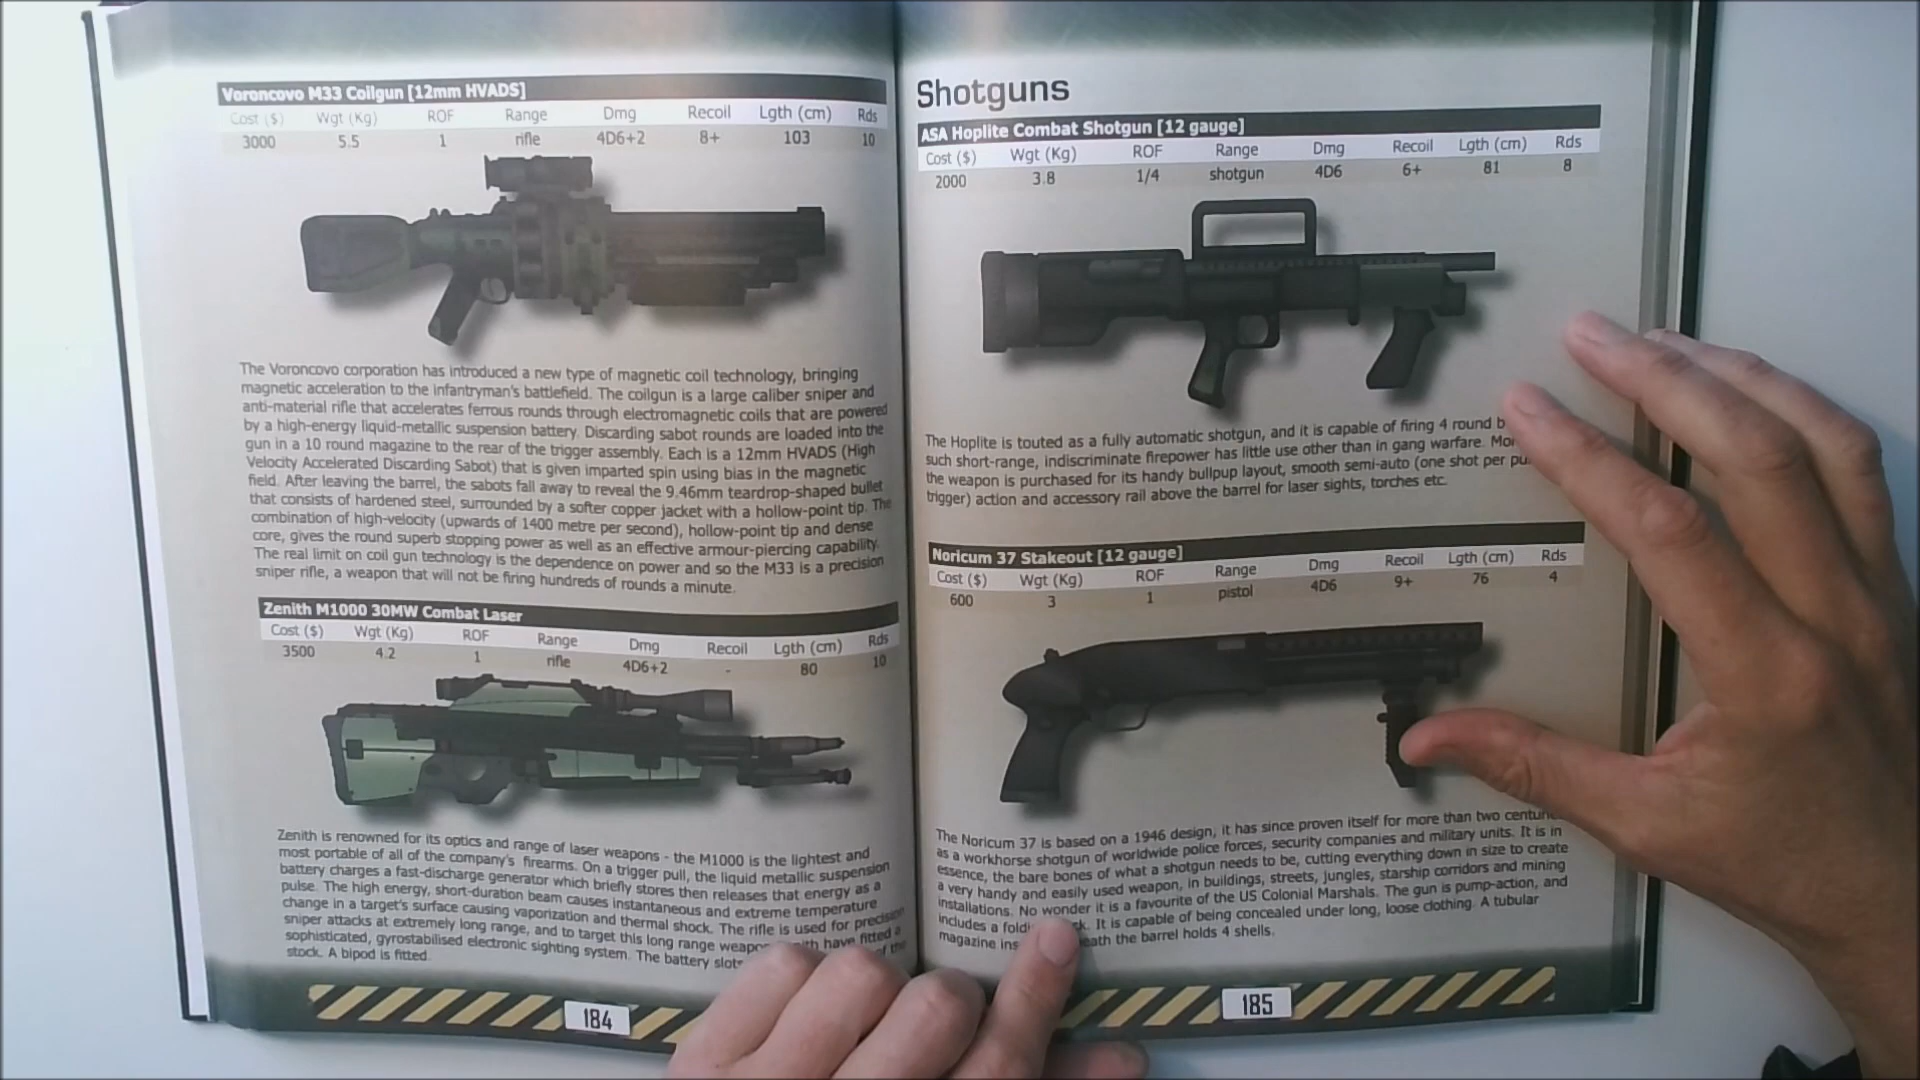 Voroncovo M33 Coilgun [12mm HVADS]
Cost ($) Wgt (Kg) ROF Range Dmg Recoil Lgth (cm) Rds
3000 5.5 1 rifle 4D6+2 8+ 103 10
The Voroncovo corporation has introduced a new type of magnetic coil technology, bringing
magnetic acceleration to the infantryman's battlefield. The coilgun is a large caliber sniper and
anti-material rifle that accelerates ferrous rounds through electromagnetic coils that are powered
by a high-energy liquid-metallic suspension battery. Discarding sabot rounds are loaded into the
gun in a 10 round magazine to the rear of the trigger assembly. Each is a 12mm HVADS (High
Velocity Accelerated Discarding Sabot) that is given imparted spin using bias in the magnetic
field. After leaving the barrel, the sabots fall away to reveal the 9.46mm teardrop-shaped bullet
that consists of hardened steel, surrounded by a softer copper jacket with a hollow-point tip. The
combination of high-velocity (upwards of 1400 metre per second), hollow-point tip and dense
core, gives the round superb stopping power as well as an effective armour-piercing capability.
The real limit on coil gun technology is the dependence on power and so the M33 is a precision
sniper rifle, a weapon that will not be firing hundreds of rounds a minute.
Zenith M1000 30MW Combat Laser
Cost ($) Wgt (Kg) ROF Range Dmg Recoil Lgth (cm) Rds
3500 4.2 1 rifle 4D6+2 - 80 10
Zenith is renowned for its optics and range of laser weapons - the M1000 is the lightest and
most portable of all of the company's firearms. On a trigger pull, the liquid metallic suspension
battery charges a fast-discharge generator which briefly stores then releases that energy as a
pulse. The high energy, short-duration beam causes instantaneous and extreme temperature
change in a target's surface causing vaporization and thermal shock. The rifle is used for precision
sniper attacks at extremely long range, and to target this long range weapon have fitted a
sophisticated, gyrostabilised electronic sighting system. The battery slots of the
stock. A bipod is fitted.
184
Shotguns
ASA Hoplite Combat Shotgun [12 gauge]
Cost ($) Wgt (Kg) ROF Range Dmg Recoil Lgth (cm) Rds
2000 3.8 1/4 shotgun 4D6 6+ 81 8
The Hoplite is touted as a fully automatic shotgun, and it is capable of firing 4 round
such short-range, indiscriminate firepower has little use other than in gang warfare.
the weapon is purchased for its handy bullpup layout, smooth semi-auto (one shot per
trigger) action and accessory rail above the barrel for laser sights, torches etc.
Noricum 37 Stakeout [12 gauge]
Cost ($) Wgt (Kg) ROF Range Dmg Recoil Lgth (cm) Rds
600 3 1 pistol 4D6 9+ 76 4
The Noricum 37 is based on a 1946 design, it has since proven itself for more than two
as a workhorse shotgun of worldwide police forces, security companies and military units. It is in
essence, the bare bones of what a shotgun needs to be, cutting everything down in size to create
a very handy and easily used weapon, in buildings, streets, jungles, starship corridors and mining
installations. No wonder it is a favourite of the US Colonial Marshals. The gun is pump-action, and
includes a It is capable of being concealed under long, loose clothing. A tubular
magazine the barrel holds 4 shells.
185